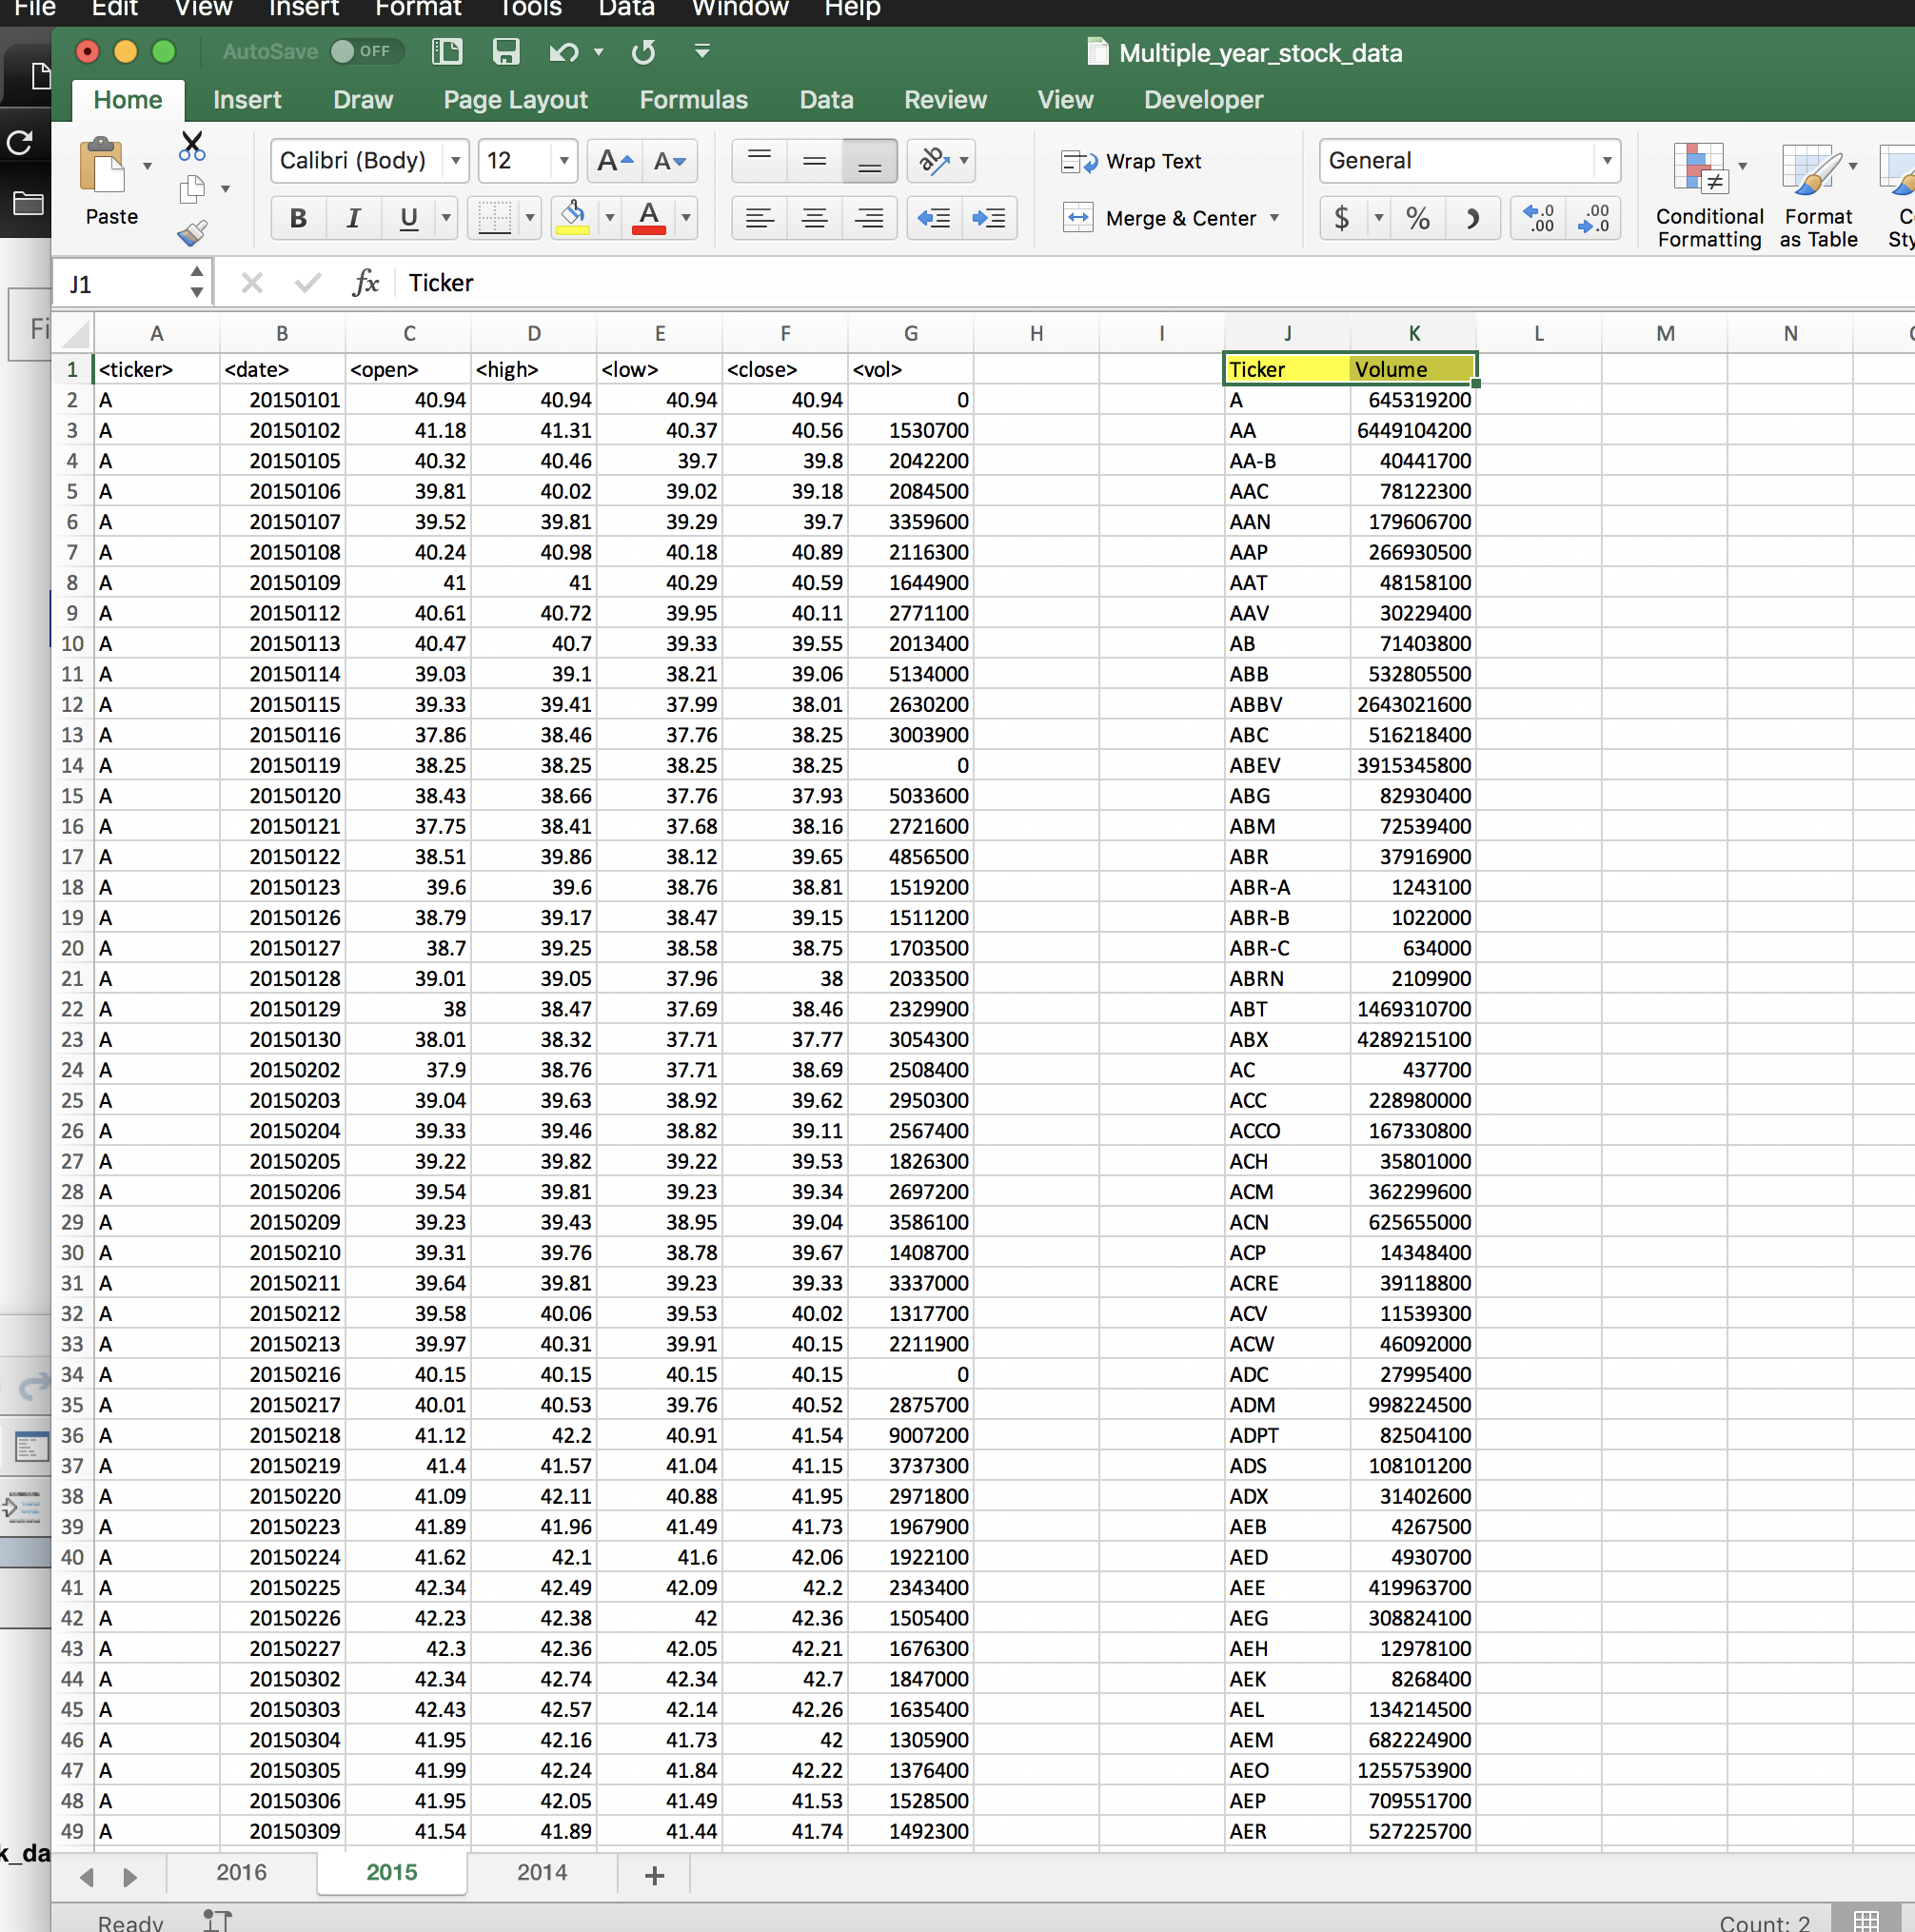 File Edit View Insert Format Tools Data Window Help
AutoSave OFF Multiple_year_stock_data
Home Insert Draw Page Layout Formulas Data Review View Developer
Paste Calibri (Body) 12 A A ab Wrap Text General Conditional Formatting Format as Table
B I U A Merge & Center $ % .0 .00 .00 .0
J1 fx Ticker
A B C D E F G H I J K L M N
1 <ticker> <date> <open> <high> <low> <close> <vol> Ticker Volume
2 A 20150101 40.94 40.94 40.94 40.94 0 A 645319200
3 A 20150102 41.18 41.31 40.37 40.56 1530700 AA 6449104200
4 A 20150105 40.32 40.46 39.7 39.8 2042200 AA-B 40441700
5 A 20150106 39.81 40.02 39.02 39.18 2084500 AAC 78122300
6 A 20150107 39.52 39.81 39.29 39.7 3359600 AAN 179606700
7 A 20150108 40.24 40.98 40.18 40.89 2116300 AAP 266930500
8 A 20150109 41 41 40.29 40.59 1644900 AAT 48158100
9 A 20150112 40.61 40.72 39.95 40.11 2771100 AAV 30229400
10 A 20150113 40.47 40.7 39.33 39.55 2013400 AB 71403800
11 A 20150114 39.03 39.1 38.21 39.06 5134000 ABB 532805500
12 A 20150115 39.33 39.41 37.99 38.01 2630200 ABBV 2643021600
13 A 20150116 37.86 38.46 37.76 38.25 3003900 ABC 516218400
14 A 20150119 38.25 38.25 38.25 38.25 0 ABEV 3915345800
15 A 20150120 38.43 38.66 37.76 37.93 5033600 ABG 82930400
16 A 20150121 37.75 38.41 37.68 38.16 2721600 ABM 72539400
17 A 20150122 38.51 39.86 38.12 39.65 4856500 ABR 37916900
18 A 20150123 39.6 39.6 38.76 38.81 1519200 ABR-A 1243100
19 A 20150126 38.79 39.17 38.47 39.15 1511200 ABR-B 1022000
20 A 20150127 38.7 39.25 38.58 38.75 1703500 ABR-C 634000
21 A 20150128 39.01 39.05 37.96 38 2033500 ABRN 2109900
22 A 20150129 38 38.47 37.69 38.46 2329900 ABT 1469310700
23 A 20150130 38.01 38.32 37.71 37.77 3054300 ABX 4289215100
24 A 20150202 37.9 38.76 37.71 38.69 2508400 AC 437700
25 A 20150203 39.04 39.63 38.92 39.62 2950300 ACC 228980000
26 A 20150204 39.33 39.46 38.82 39.11 2567400 ACCO 167330800
27 A 20150205 39.22 39.82 39.22 39.53 1826300 ACH 35801000
28 A 20150206 39.54 39.81 39.23 39.34 2697200 ACM 362299600
29 A 20150209 39.23 39.43 38.95 39.04 3586100 ACN 625655000
30 A 20150210 39.31 39.76 38.78 39.67 1408700 ACP 14348400
31 A 20150211 39.64 39.81 39.23 39.33 3337000 ACRE 39118800
32 A 20150212 39.58 40.06 39.53 40.02 1317700 ACV 11539300
33 A 20150213 39.97 40.31 39.91 40.15 2211900 ACW 46092000
34 A 20150216 40.15 40.15 40.15 40.15 0 ADC 27995400
35 A 20150217 40.01 40.53 39.76 40.52 2875700 ADM 998224500
36 A 20150218 41.12 42.2 40.91 41.54 9007200 ADPT 82504100
37 A 20150219 41.4 41.57 41.04 41.15 3737300 ADS 108101200
38 A 20150220 41.09 42.11 40.88 41.95 2971800 ADX 31402600
39 A 20150223 41.89 41.96 41.49 41.73 1967900 AEB 4267500
40 A 20150224 41.62 42.1 41.6 42.06 1922100 AED 4930700
41 A 20150225 42.34 42.49 42.09 42.2 2343400 AEE 419963700
42 A 20150226 42.23 42.38 42 42.36 1505400 AEG 308824100
43 A 20150227 42.3 42.36 42.05 42.21 1676300 AEH 12978100
44 A 20150302 42.34 42.74 42.34 42.7 1847000 AEK 8268400
45 A 20150303 42.43 42.57 42.14 42.26 1635400 AEL 134214500
46 A 20150304 41.95 42.16 41.73 42 1305900 AEM 682224900
47 A 20150305 41.99 42.24 41.84 42.22 1376400 AEO 1255753900
48 A 20150306 41.95 42.05 41.49 41.53 1528500 AEP 709551700
49 A 20150309 41.54 41.89 41.44 41.74 1492300 AER 527225700
2016 2015 2014 +
Ready Count: 2